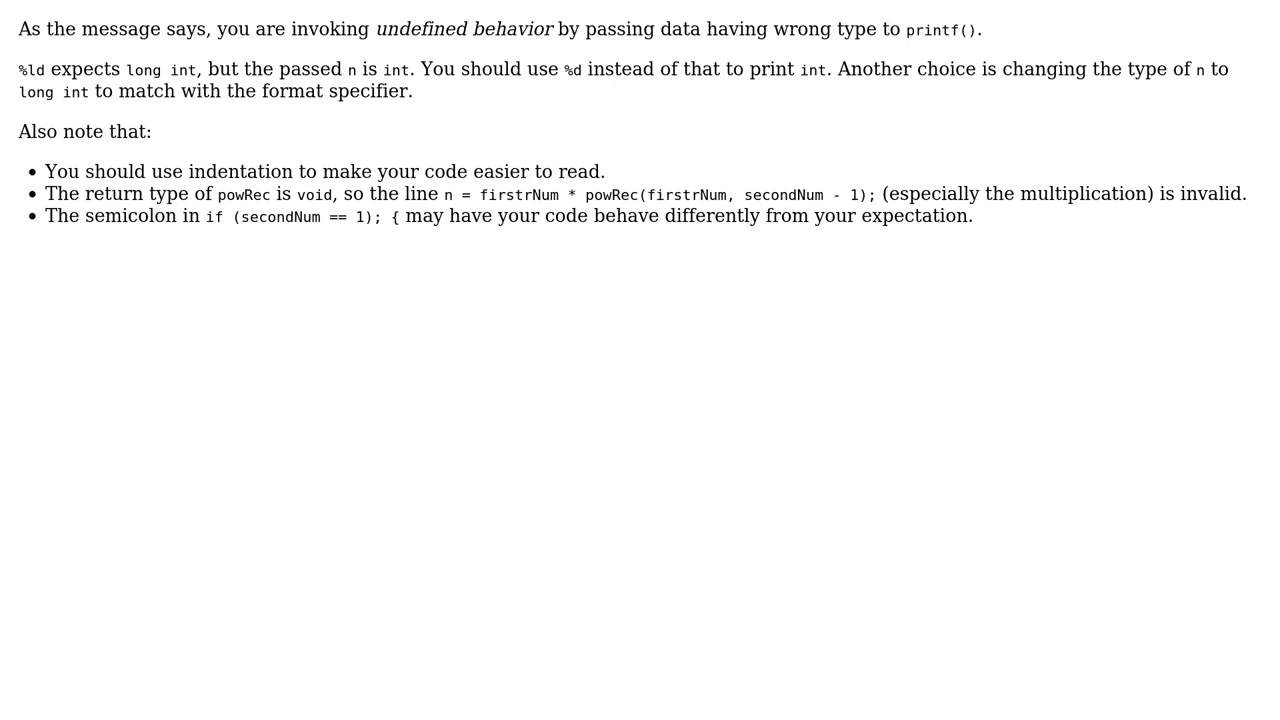 As the message says, you are invoking undefined behavior by passing data having wrong type to printf().
%ld expects long int, but the passed n is int. You should use %d instead of that to print int. Another choice is changing the type of n to
long int to match with the format specifier.
Also note that:
• You should use indentation to make your code easier to read.
• The return type of powRec is void, so the line n = firstrNum * powRec(firstrNum, secondNum - 1); (especially the multiplication) is invalid.
• The semicolon in if (secondNum == 1); { may have your code behave differently from your expectation.